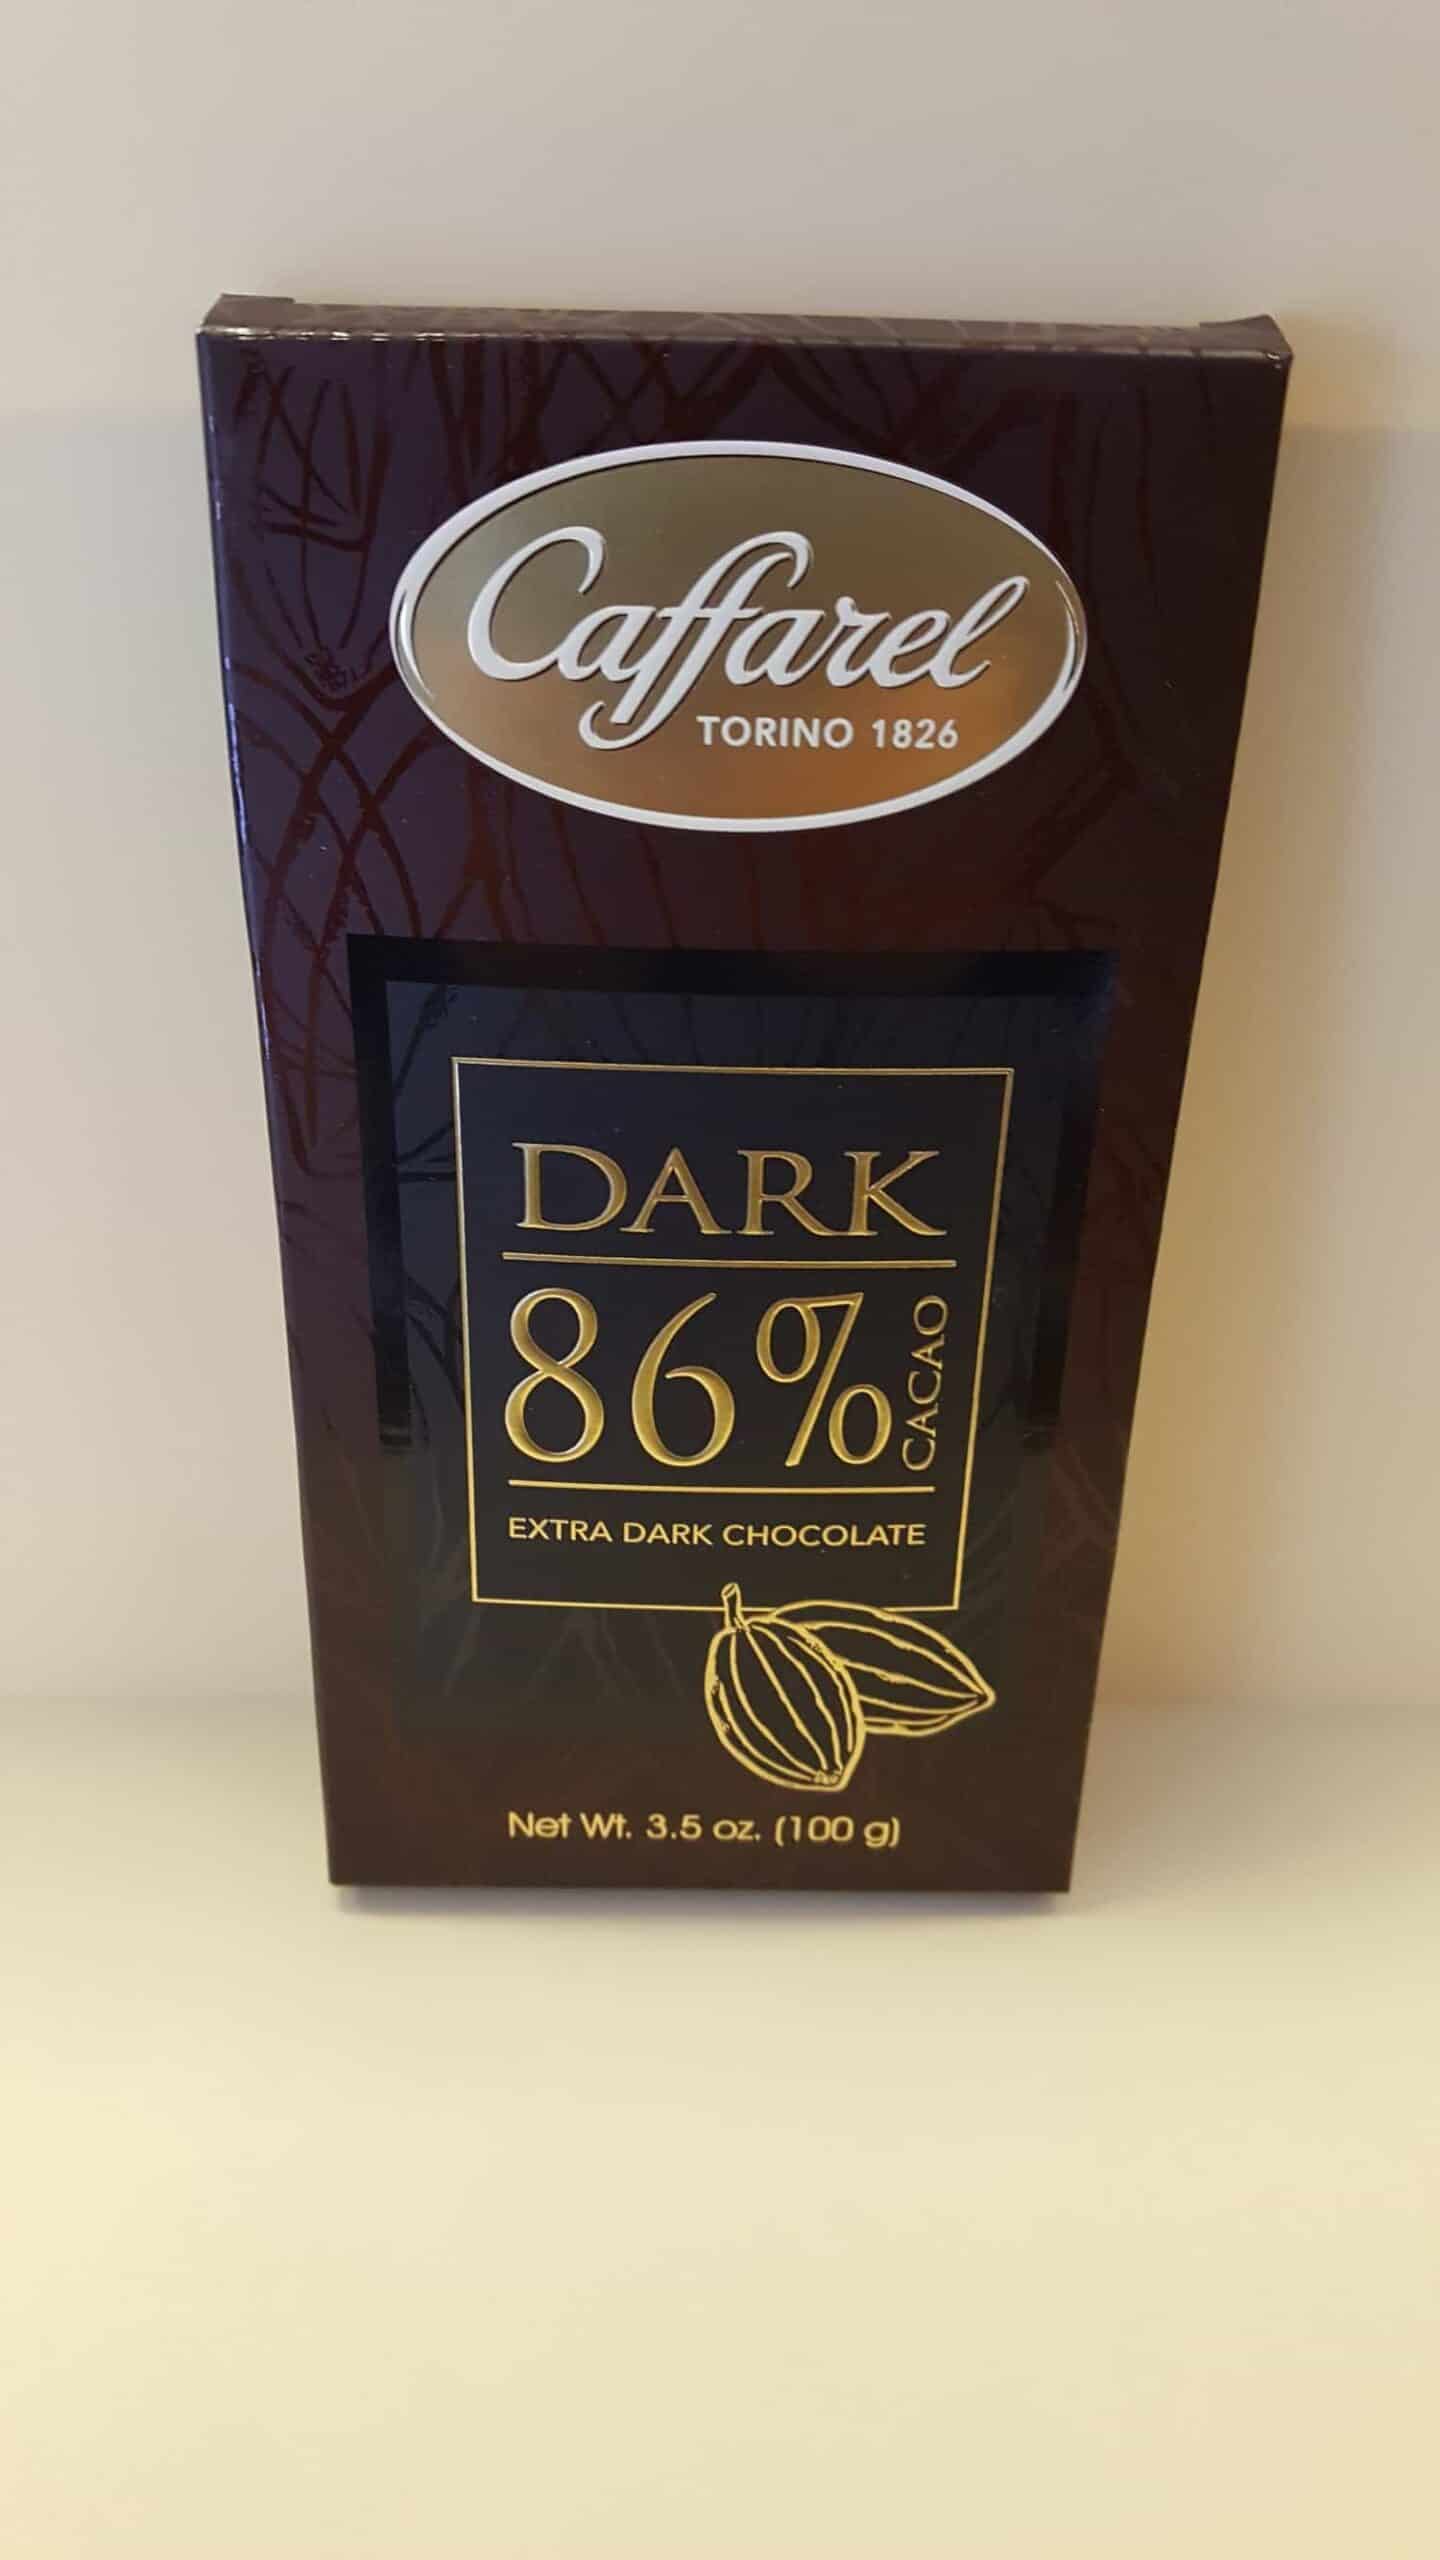 Caffarel
TORINO 1826
DARK
86% CACAO
EXTRA DARK CHOCOLATE
Net Wt. 3.5 oz. (100 g)